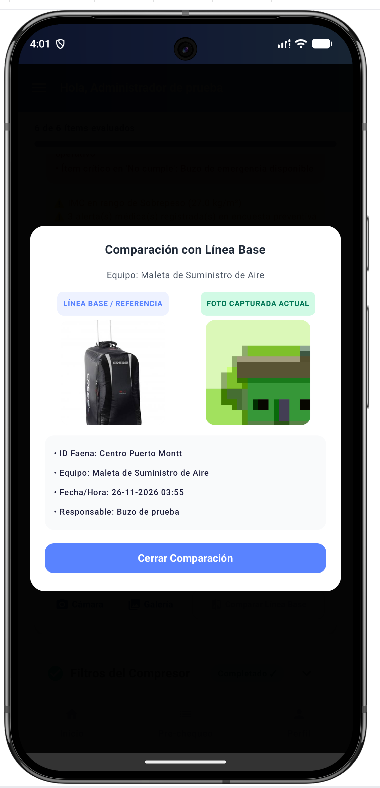 4:01
Comparación con Línea Base
Equipo: Maleta de Suministro de Aire
LÍNEA BASE / REFERENCIA
FOTO CAPTURADA ACTUAL
• ID Faena: Centro Puerto Montt
• Equipo: Maleta de Suministro de Aire
• Fecha/Hora: 26-11-2026 03:55
• Responsable: Buzo de prueba
Cerrar Comparación